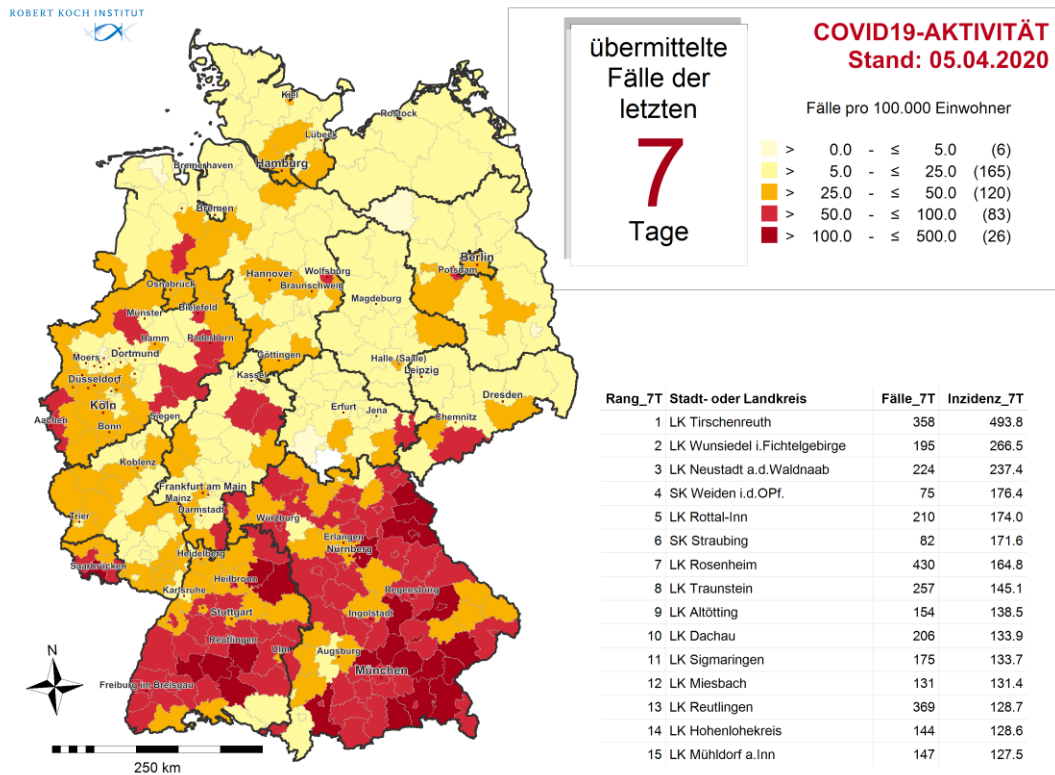 ROBERT KOCH INSTITUT
übermittelte
Fälle der
letzten
7
Tage
COVID19-AKTIVITÄT
Stand: 05.04.2020
Fälle pro 100.000 Einwohner
> 0.0 - ≤ 5.0 (6)
> 5.0 - ≤ 25.0 (165)
> 25.0 - ≤ 50.0 (120)
> 50.0 - ≤ 100.0 (83)
> 100.0 - ≤ 500.0 (26)
Kiel
Rostock
Lübeck
Hamburg
Bremerhaven
Bremen
Berlin
Potsdam
Hannover
Wolfsburg
Braunschweig
Osnabrück
Magdeburg
Münster
Bielefeld
Hamm
Paderborn
Moers
Dortmund
Göttingen
Halle (Saale)
Leipzig
Düsseldorf
Kassel
Dresden
Köln
Aachen
Siegen
Erfurt
Jena
Chemnitz
Bonn
Koblenz
Frankfurt am Main
Mainz
Darmstadt
Würzburg
Trier
Erlangen
Nürnberg
Heidelberg
Saarbrücken
Heilbronn
Karlsruhe
Regensburg
Stuttgart
Ingolstadt
Reutlingen
Ulm
Augsburg
München
Freiburg im Breisgau
N
250 km
Rang_7T Stadt- oder Landkreis Fälle_7T Inzidenz_7T
1 LK Tirschenreuth 358 493.8
2 LK Wunsiedel i.Fichtelgebirge 195 266.5
3 LK Neustadt a.d.Waldnaab 224 237.4
4 SK Weiden i.d.OPf. 75 176.4
5 LK Rottal-Inn 210 174.0
6 SK Straubing 82 171.6
7 LK Rosenheim 430 164.8
8 LK Traunstein 257 145.1
9 LK Altötting 154 138.5
10 LK Dachau 206 133.9
11 LK Sigmaringen 175 133.7
12 LK Miesbach 131 131.4
13 LK Reutlingen 369 128.7
14 LK Hohenlohekreis 144 128.6
15 LK Mühldorf a.Inn 147 127.5